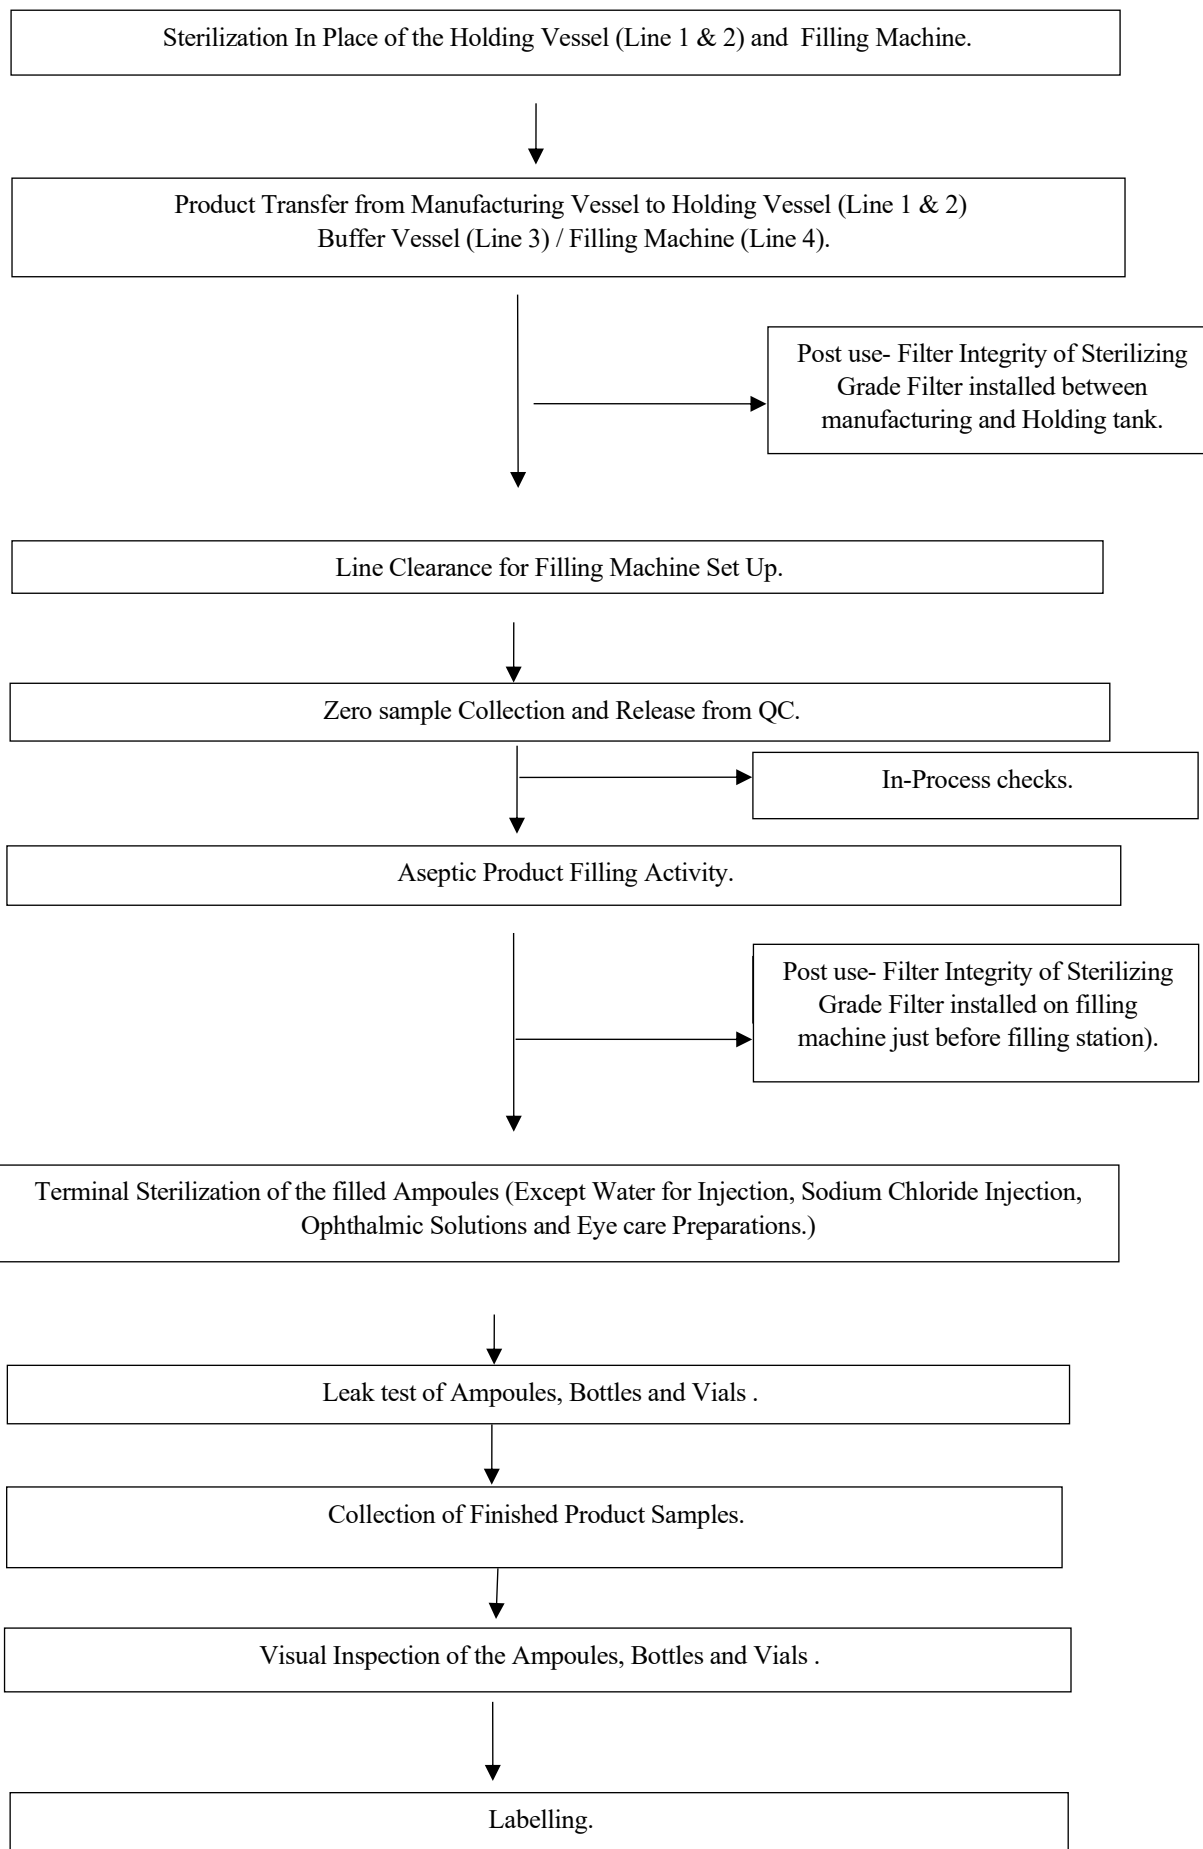 Sterilization In Place of the Holding Vessel (Line 1 & 2) and  Filling Machine.
Product Transfer from Manufacturing Vessel to Holding Vessel (Line 1 & 2)
Buffer Vessel (Line 3) / Filling Machine (Line 4).
Post use- Filter Integrity of Sterilizing
Grade Filter installed between
manufacturing and Holding tank.
Line Clearance for Filling Machine Set Up.
Zero sample Collection and Release from QC.
In-Process checks.
Aseptic Product Filling Activity.
Post use- Filter Integrity of Sterilizing
Grade Filter installed on filling
machine just before filling station).
Terminal Sterilization of the filled Ampoules (Except Water for Injection, Sodium Chloride Injection,
Ophthalmic Solutions and Eye care Preparations.)
Leak test of Ampoules, Bottles and Vials .
Collection of Finished Product Samples.
Visual Inspection of the Ampoules, Bottles and Vials .
Labelling.